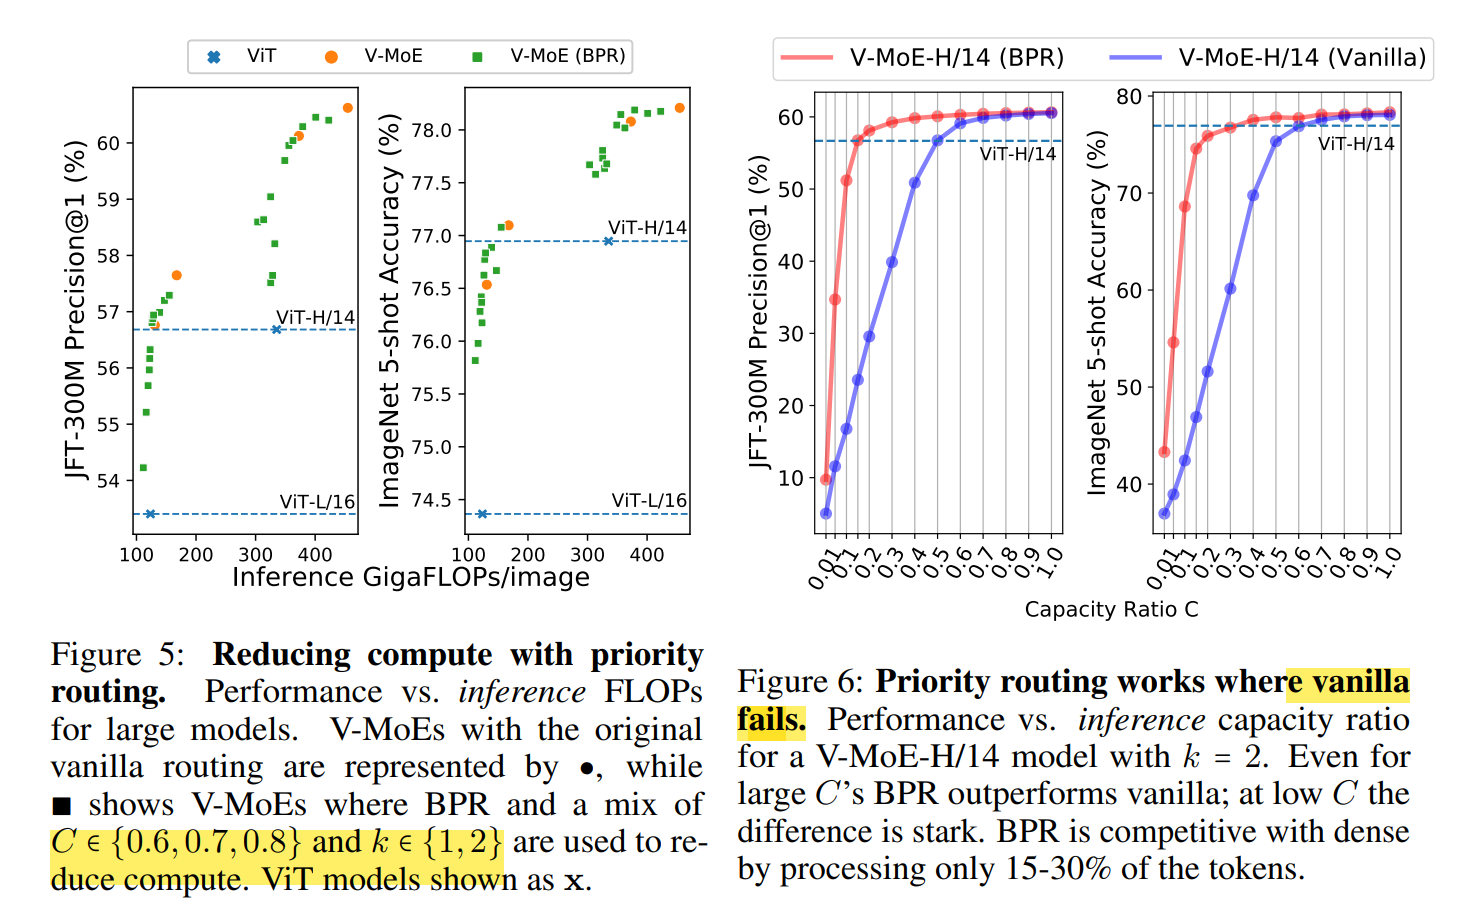 ViT V-MoE V-MoE (BPR)
JFT-300M Precision@1 (%)
60
59
58
57
56
55
54
ViT-H/14
ViT-L/16
100 200 300 400
ImageNet 5-shot Accuracy (%)
78.0
77.5
77.0
76.5
76.0
75.5
75.0
74.5
ViT-H/14
ViT-L/16
100 200 300 400
Inference GigaFLOPs/image
Figure 5: Reducing compute with priority
routing. Performance vs. inference FLOPs
for large models. V-MoEs with the original
vanilla routing are represented by ●, while
■ shows V-MoEs where BPR and a mix of
C ∈ {0.6, 0.7, 0.8} and k ∈ {1, 2} are used to re-
duce compute. ViT models shown as x.
V-MoE-H/14 (BPR) V-MoE-H/14 (Vanilla)
JFT-300M Precision@1 (%)
60
50
40
30
20
10
ViT-H/14
0.01 0.1 0.2 0.3 0.4 0.5 0.6 0.7 0.8 0.9 1.0
ImageNet 5-shot Accuracy (%)
80
70
60
50
40
ViT-H/14
0.01 0.1 0.2 0.3 0.4 0.5 0.6 0.7 0.8 0.9 1.0
Capacity Ratio C
Figure 6: Priority routing works where vanilla
fails. Performance vs. inference capacity ratio
for a V-MoE-H/14 model with k = 2. Even for
large C's BPR outperforms vanilla; at low C the
difference is stark. BPR is competitive with dense
by processing only 15-30% of the tokens.